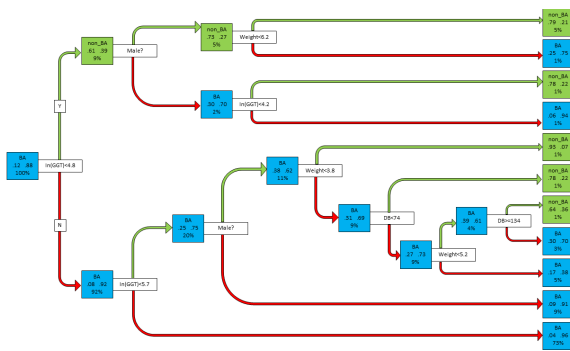 non_BA
.61 .39
9%
Male?
non_BA
.73 .27
5%
Weight<6.2
non_BA
.79 .21
5%
BA
.25 .75
1%
BA
.30 .70
2%
ln(GGT)<4.2
non_BA
.78 .22
1%
BA
.06 .94
1%
Y
BA
.12 .88
100%
ln(GGT)<4.8
N
BA
.08 .92
92%
ln(GGT)<5.7
BA
.25 .75
20%
Male?
BA
.38 .62
11%
Weight<3.8
non_BA
.93 .07
1%
BA
.31 .69
9%
DB<74
non_BA
.78 .22
1%
BA
.27 .73
9%
Weight<5.2
BA
.39 .61
4%
DB>=134
non_BA
.64 .36
1%
BA
.30 .70
3%
BA
5%
BA
.09 .91
9%
BA
.04 .96
73%